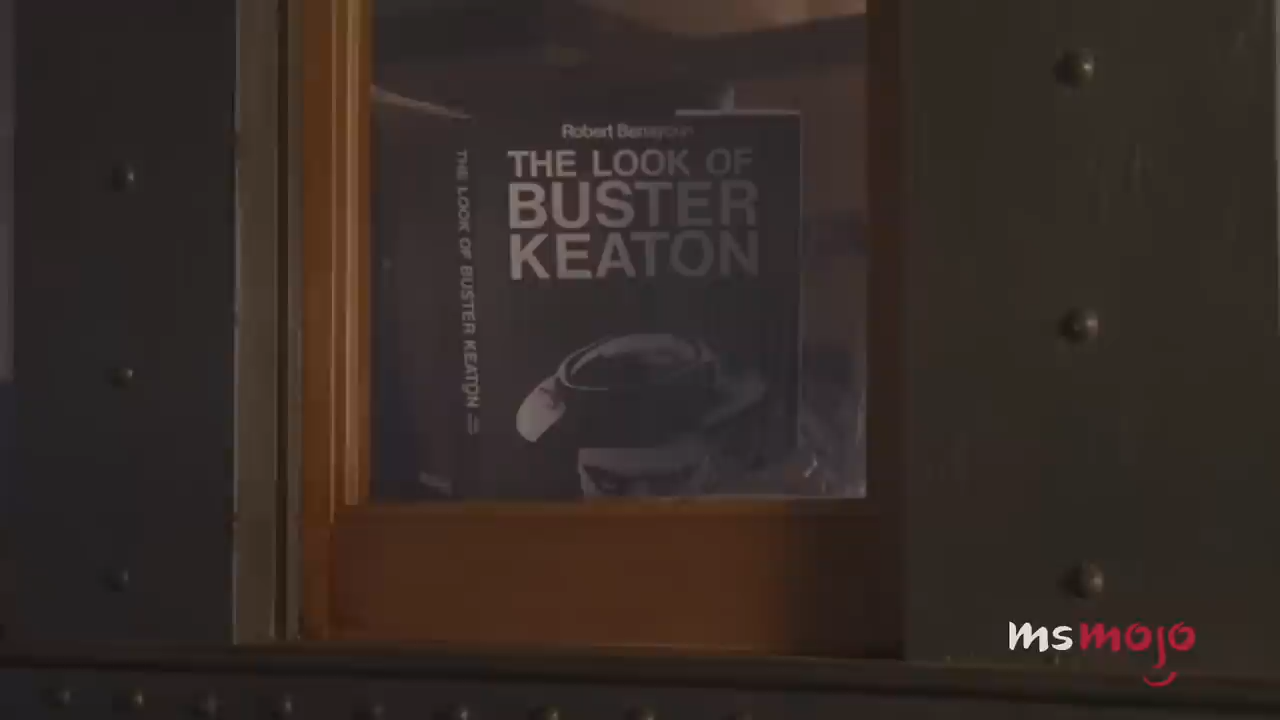 Robert Benayoun
THE LOOK OF
BUSTER
KEATON
THE LOOK OF BUSTER KEATON
msmojo